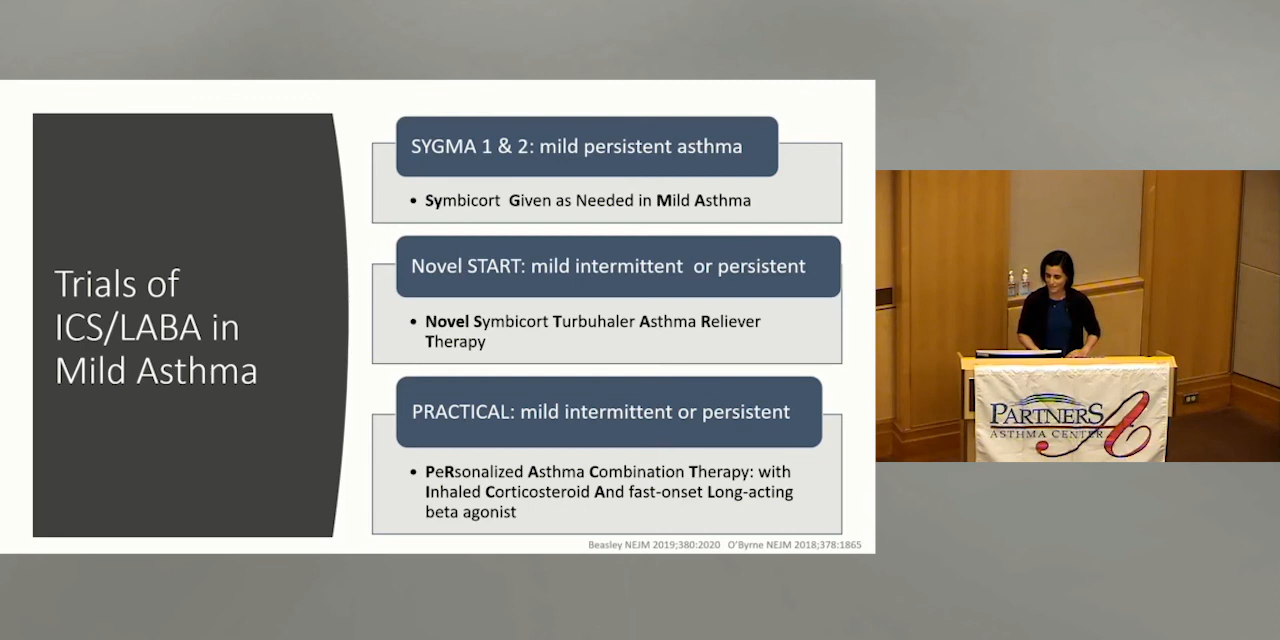 Trials of
ICS/LABA in
Mild Asthma
SYGMA 1 & 2: mild persistent asthma
• Symbicort Given as Needed in Mild Asthma
Novel START: mild intermittent or persistent
• Novel Symbicort Turbuhaler Asthma Reliever
Therapy
PRACTICAL: mild intermittent or persistent
• PeRsonalized Asthma Combination Therapy: with
Inhaled Corticosteroid And fast-onset Long-acting
beta agonist
Beasley NEJM 2019;380:2020 O'Byrne NEJM 2018;378:1865
PARTNERS
ASTHMA CENTER
A